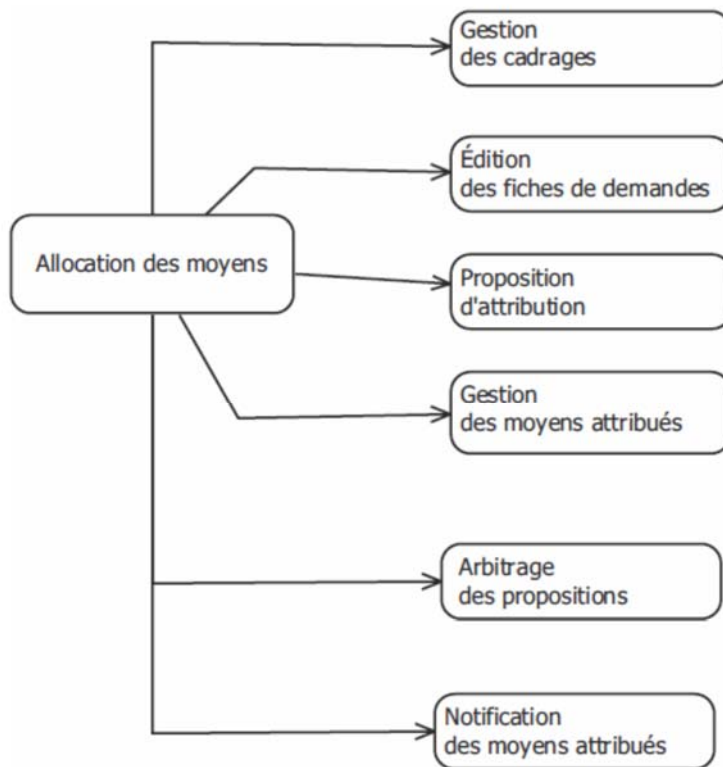 Gestion
des cadrages
Édition
des fiches de demandes
Allocation des moyens
Proposition
d'attribution
Gestion
des moyens attribués
Arbitrage
des propositions
Notification
des moyens attribués